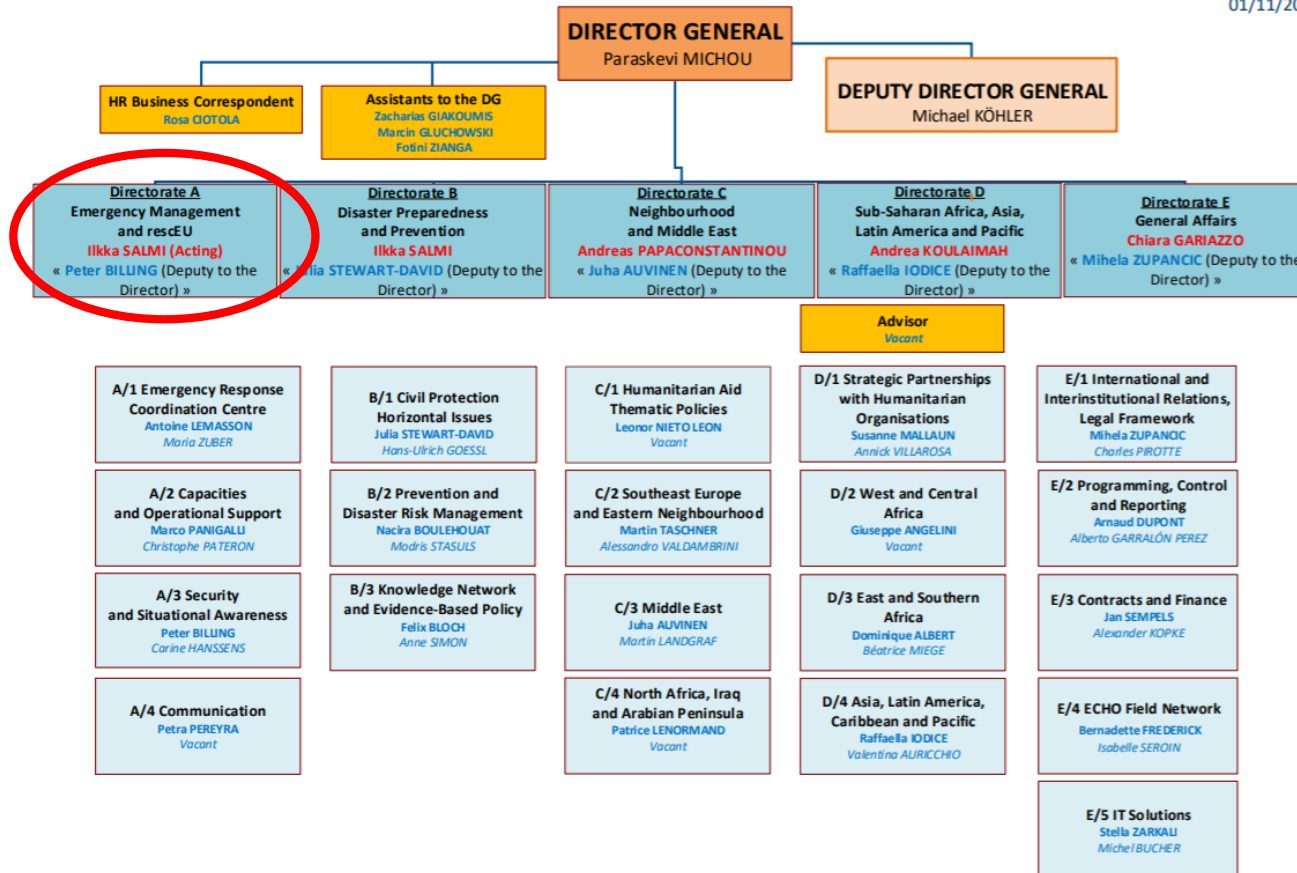 01/11/20
DIRECTOR GENERAL
Paraskevi MICHOU
DEPUTY DIRECTOR GENERAL
Michael KÖHLER
HR Business Correspondent
Rosa CIOTOLA
Assistants to the DG
Zacharias GIAKOUMIS
Marcin GLUCHOWSKI
Fotini ZIANGA
Directorate A
Emergency Management
and rescEU
Ilkka SALMI (Acting)
« Peter BILLING (Deputy to the
Director) »
Directorate B
Disaster Preparedness
and Prevention
Ilkka SALMI
« Julia STEWART-DAVID (Deputy to the
Director) »
Directorate C
Neighbourhood
and Middle East
Andreas PAPACONSTANTINOU
« Juha AUVINEN (Deputy to the
Director) »
Directorate D
Sub-Saharan Africa, Asia,
Latin America and Pacific
Andrea KOULAIMAH
« Raffaella IODICE (Deputy to the
Director) »
Directorate E
General Affairs
Chiara GARIAZZO
« Mihela ZUPANCIC (Deputy to the
Director) »
Advisor
Vacant
A/1 Emergency Response
Coordination Centre
Antoine LEMASSON
Maria ZUBER
A/2 Capacities
and Operational Support
Marco PANIGALLI
Christophe PATERON
A/3 Security
and Situational Awareness
Peter BILLING
Carine HANSSENS
A/4 Communication
Petra PEREYRA
Vacant
B/1 Civil Protection
Horizontal Issues
Julia STEWART-DAVID
Hans-Ulrich GOESSL
B/2 Prevention and
Disaster Risk Management
Nacira BOULEHOUAT
Modris STASULS
B/3 Knowledge Network
and Evidence-Based Policy
Felix BLOCH
Anne SIMON
C/1 Humanitarian Aid
Thematic Policies
Leonor NIETO LEON
Vacant
C/2 Southeast Europe
and Eastern Neighbourhood
Martin TASCHNER
Alessandro VALDAMBRINI
C/3 Middle East
Juha AUVINEN
Martin LANDGRAF
C/4 North Africa, Iraq
and Arabian Peninsula
Patrice LENORMAND
Vacant
D/1 Strategic Partnerships
with Humanitarian
Organisations
Susanne MALLAUN
Annick VILLAROSA
D/2 West and Central
Africa
Giuseppe ANGELINI
Vacant
D/3 East and Southern
Africa
Dominique ALBERT
Béatrice MIEGE
D/4 Asia, Latin America,
Caribbean and Pacific
Raffaella IODICE
Valentina AURICCHIO
E/1 International and
Interinstitutional Relations,
Legal Framework
Mihela ZUPANCIC
Charles PIROTTE
E/2 Programming, Control
and Reporting
Arnaud DUPONT
Alberto GARRALÓN PEREZ
E/3 Contracts and Finance
Jan SEMPELS
Alexander KOPKE
E/4 ECHO Field Network
Bernadette FREDERICK
Isabelle SEROIN
E/5 IT Solutions
Stella ZARKALI
Michel BUCHER